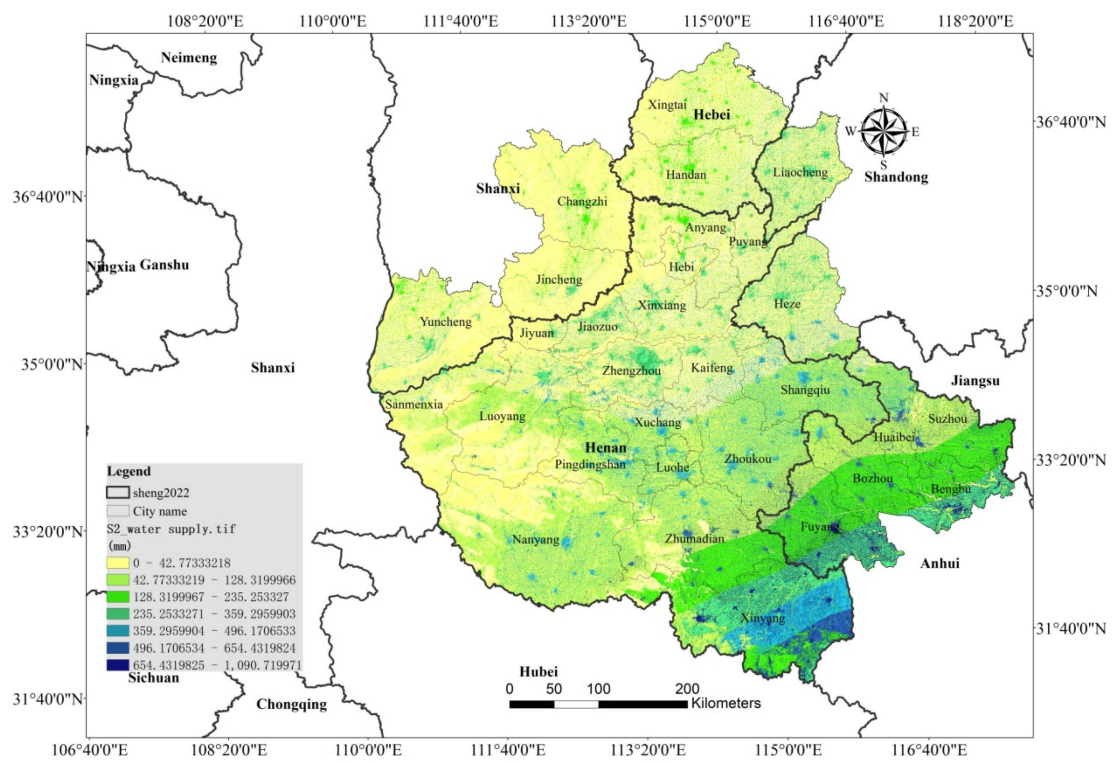 108°20'0"E 110°0'0"E 111°40'0"E 113°20'0"E 115°0'0"E 116°40'0"E 118°20'0"E
Neimeng
Ningxia
N
W E
S
Xingtai
Hebei
36°40'0"N
Liaocheng
Shandong
Handan
Shanxi
36°40'0"N
Changzhi
Anyang
Puyang
Ningxia
Ganshu
Hebi
Jincheng
35°0'0"N
Heze
Xinxiang
Yuncheng
Jiyuan
Jiaozuo
35°0'0"N
Shanxi
Zhengzhou
Kaifeng
Jiangsu
Shangqiu
Sanmenxia
Luoyang
Suzhou
Xuchang
Huaibei
Henan
Zhoukou
33°20'0"N
Pingdingshan
Luohe
Bozhou
Bengbu
Legend
sheng2022
City name
S2_water supply.tif
(mm)
0 - 42.77333218
42.77333219 - 128.3199966
128.3199967 - 235.253327
235.2533271 - 359.2959903
359.2959904 - 496.1706533
496.1706534 - 654.4319824
654.4319825 - 1,090.719971
33°20'0"N
Fuyang
Nanyang
Zhumadian
Anhui
Xinyang
31°40'0"N
Hubei
Sichuan
31°40'0"N
Chongqing
0 50 100 200
Kilometers
106°40'0"E 108°20'0"E 110°0'0"E 111°40'0"E 113°20'0"E 115°0'0"E 116°40'0"E